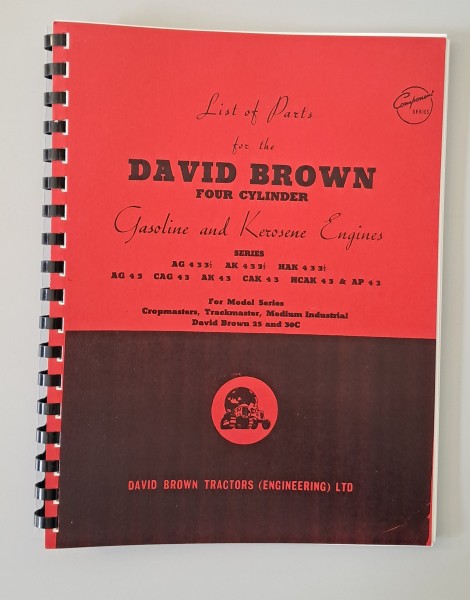 Component
SERIES
List of Parts
for the
DAVID BROWN
FOUR CYLINDER
Gasoline and Kerosene Engines
SERIES
AG 4 3 3½ AK 4 3 3½ HAK 4 3 3½
AG 4 3 CAG 4 3 AK 4 3 CAK 4 3 HCAK 4 3 & AP 4 3
For Model Series
Cropmasters, Trackmaster, Medium Industrial
David Brown 25 and 30C
DAVID BROWN TRACTORS (ENGINEERING) LTD